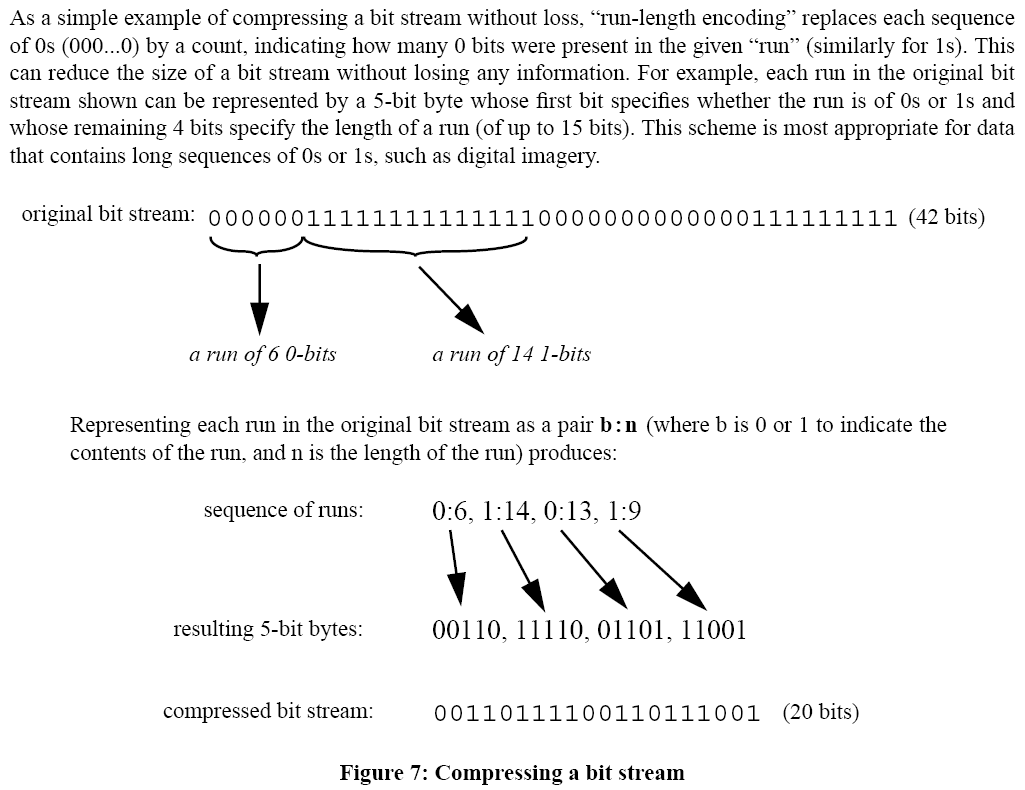 As a simple example of compressing a bit stream without loss, “run-length encoding” replaces each sequence
of 0s (000...0) by a count, indicating how many 0 bits were present in the given “run” (similarly for 1s). This
can reduce the size of a bit stream without losing any information. For example, each run in the original bit
stream shown can be represented by a 5-bit byte whose first bit specifies whether the run is of 0s or 1s and
whose remaining 4 bits specify the length of a run (of up to 15 bits). This scheme is most appropriate for data
that contains long sequences of 0s or 1s, such as digital imagery.
original bit stream: 000000111111111111110000000000000111111111 (42 bits)
a run of 6 0-bits a run of 14 1-bits
Representing each run in the original bit stream as a pair b:n (where b is 0 or 1 to indicate the
contents of the run, and n is the length of the run) produces:
sequence of runs: 0:6, 1:14, 0:13, 1:9
resulting 5-bit bytes: 00110, 11110, 01101, 11001
compressed bit stream: 00110111100110111001 (20 bits)
Figure 7: Compressing a bit stream